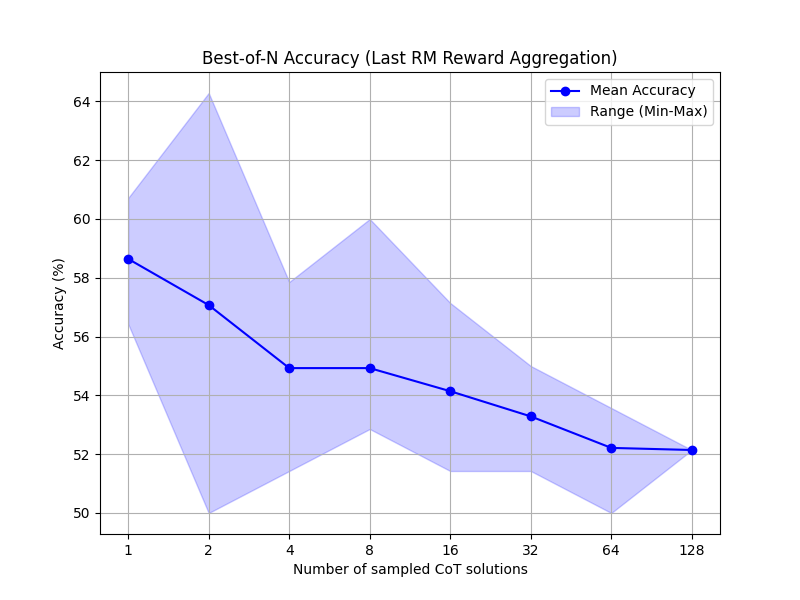 Best-of-N Accuracy (Last RM Reward Aggregation)
Mean Accuracy
Range (Min-Max)
Accuracy (%)
64
62
60
58
56
54
52
50
1 2 4 8 16 32 64 128
Number of sampled CoT solutions